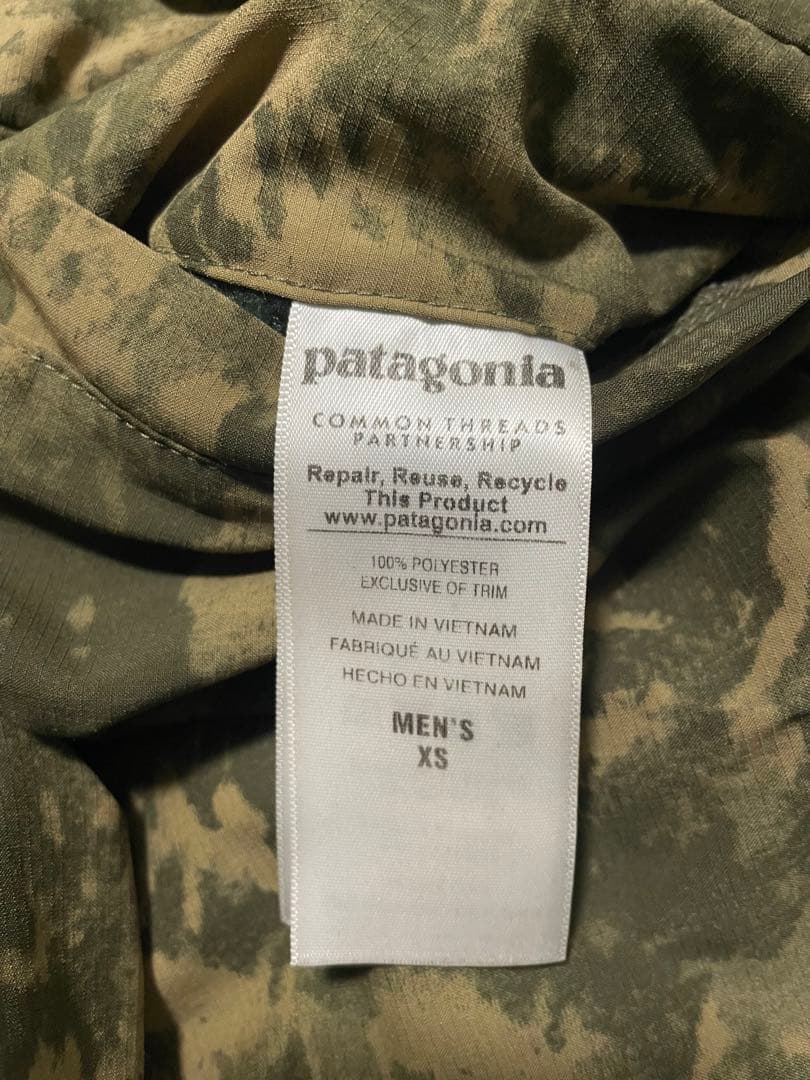 patagonia
COMMON THREADS
PARTNERSHIP
Repair, Reuse, Recycle
This Product
www.patagonia.com
100% POLYESTER
EXCLUSIVE OF TRIM
MADE IN VIETNAM
FABRIQUÉ AU VIETNAM
HECHO EN VIETNAM
MEN'S
XS